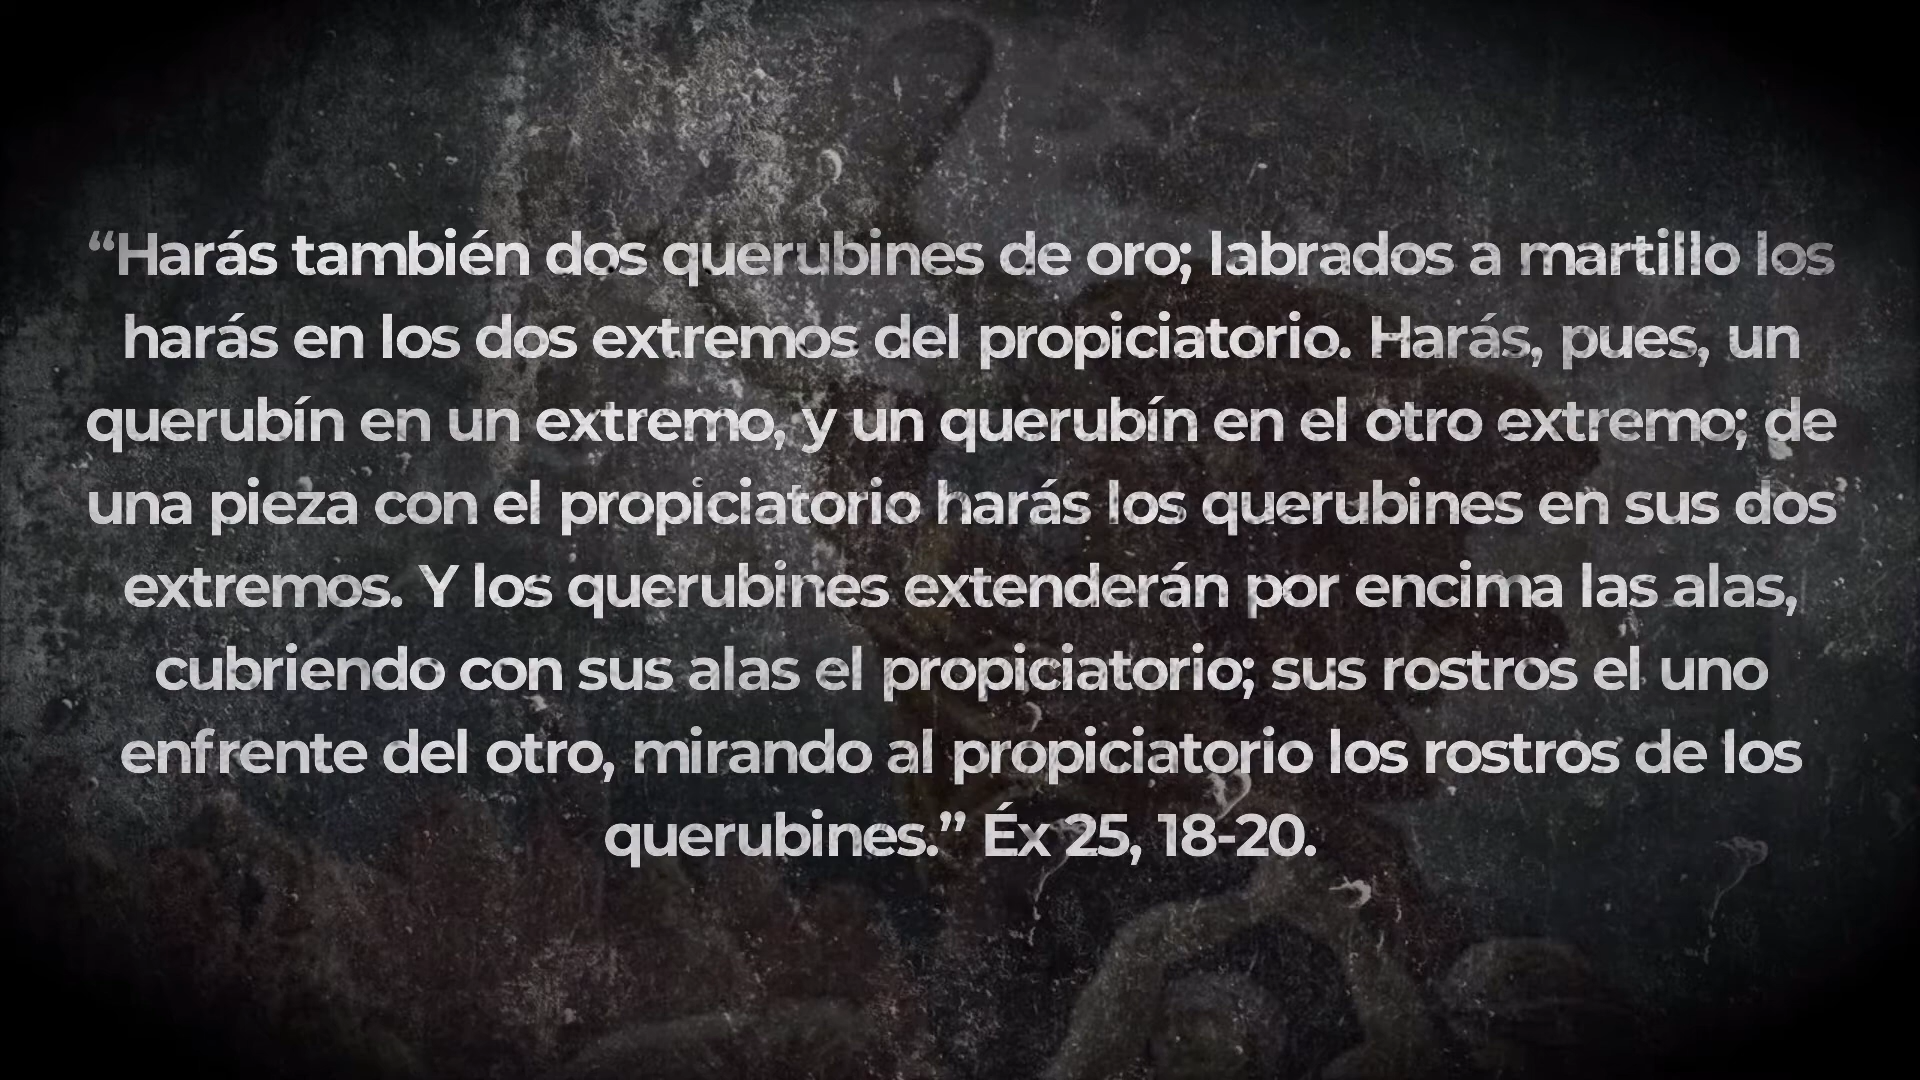 “Harás también dos querubines de oro; labrados a martillo los
harás en los dos extremos del propiciatorio. Harás, pues, un
querubín en un extremo, y un querubín en el otro extremo; de
una pieza con el propiciatorio harás los querubines en sus dos
extremos. Y los querubines extenderán por encima las alas,
cubriendo con sus alas el propiciatorio; sus rostros el uno
enfrente del otro, mirando al propiciatorio los rostros de los
querubines.” Éx 25, 18-20.